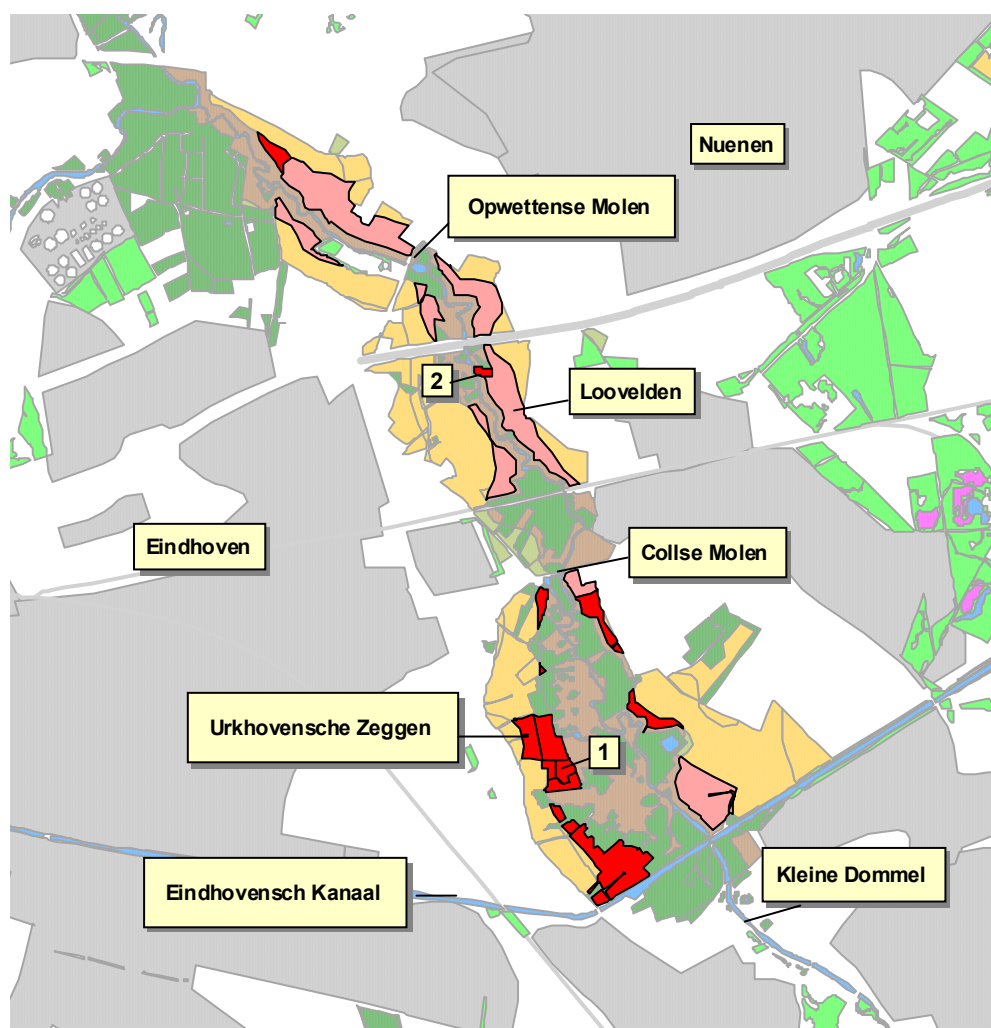 Nuenen
Opwettense Molen
2
Loovelden
Eindhoven
Collse Molen
Urkhovensche Zeggen
1
Eindhovensch Kanaal
Kleine Dommel